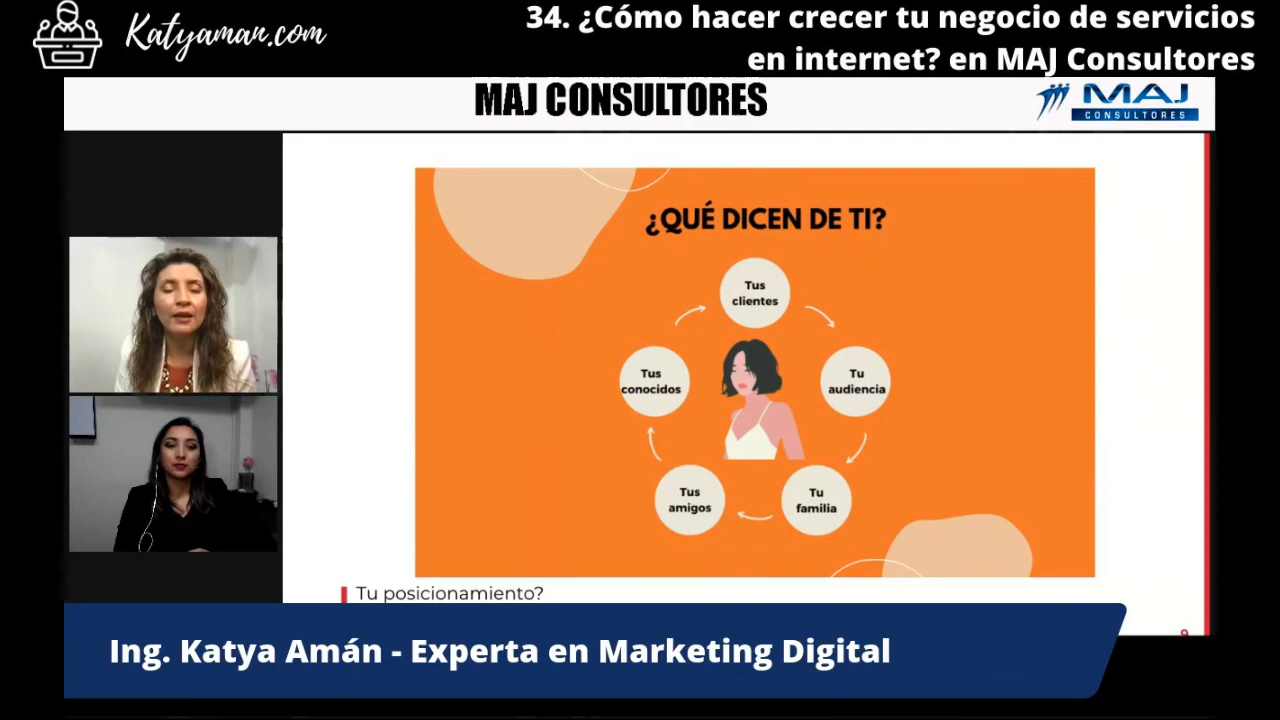 Katyaman.com
34. ¿Cómo hacer crecer tu negocio de servicios
en internet? en MAJ Consultores
MAJ CONSULTORES
MAJ
CONSULTORES
¿QUÉ DICEN DE TI?
Tus
clientes
Tus
conocidos
Tu
audiencia
Tus
amigos
Tu
familia
Tu posicionamiento?
9
Ing. Katya Amán - Experta en Marketing Digital